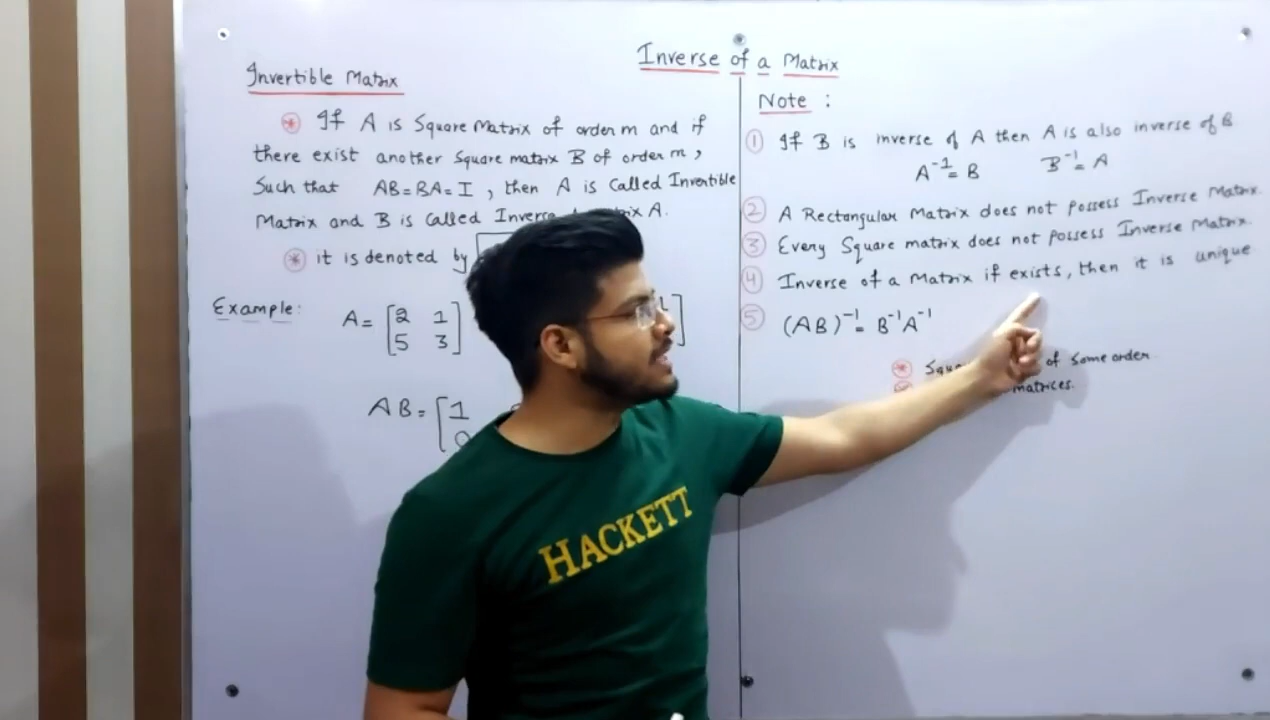 Inverse of a Matrix
Invertible Matrix
* If A is Square Matrix of order m and if
there exist another Square matrix B of order m,
Such that AB=BA=I, then A is Called Invertible
Matrix and B is Called Inverse A.
* it is denoted by
Example: A= [2 1
5 3]
AB= [1
0
Note :
1 If B is inverse of A then A is also inverse of B
A⁻¹= B B⁻¹= A
2 A Rectangular Matrix does not possess Inverse Matrix.
3 Every Square matrix does not possess Inverse Matrix.
4 Inverse of a Matrix if exists, then it is unique
5 (AB)⁻¹= B⁻¹A⁻¹
* of Same order
* matrices.
HACKETT